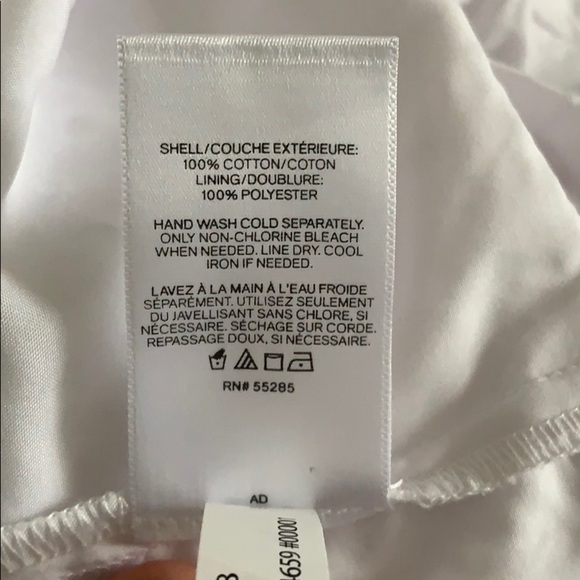 SHELL/COUCHE EXTÉRIEURE:
100% COTTON/COTON
LINING/DOUBLURE:
100% POLYESTER
HAND WASH COLD SEPARATELY.
ONLY NON-CHLORINE BLEACH
WHEN NEEDED. LINE DRY. COOL
IRON IF NEEDED.
LAVEZ À LA MAIN À L'EAU FROIDE
SÉPARÉMENT. UTILISEZ SEULEMENT
DU JAVELLISANT SANS CHLORE, SI
NÉCESSAIRE. SÉCHAGE SUR CORDE.
REPASSAGE DOUX, SI NÉCESSAIRE.
RN# 55285
AD
4659 #00001